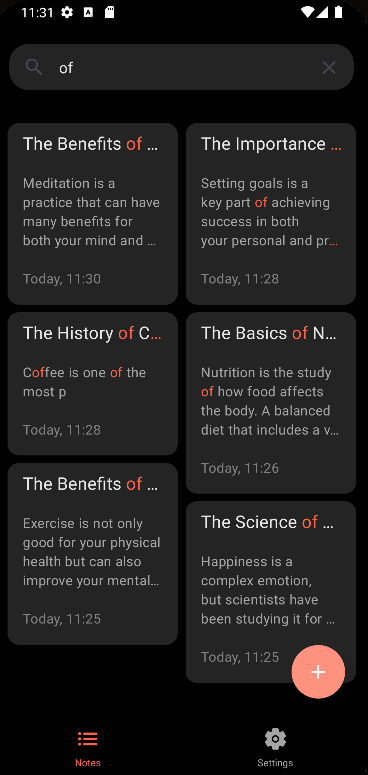 11:31
of
The Benefits of ...
Meditation is a
practice that can have
many benefits for
both your mind and ...
Today, 11:30
The Importance ...
Setting goals is a
key part of achieving
success in both
your personal and pr...
Today, 11:28
The History of C...
Coffee is one of the
most p
Today, 11:28
The Basics of N...
Nutrition is the study
of how food affects
the body. A balanced
diet that includes a v...
Today, 11:26
The Benefits of ...
Exercise is not only
good for your physical
health but can also
improve your mental...
Today, 11:25
The Science of ...
Happiness is a
complex emotion,
but scientists have
been studying it for ...
Today, 11:25
Notes
Settings